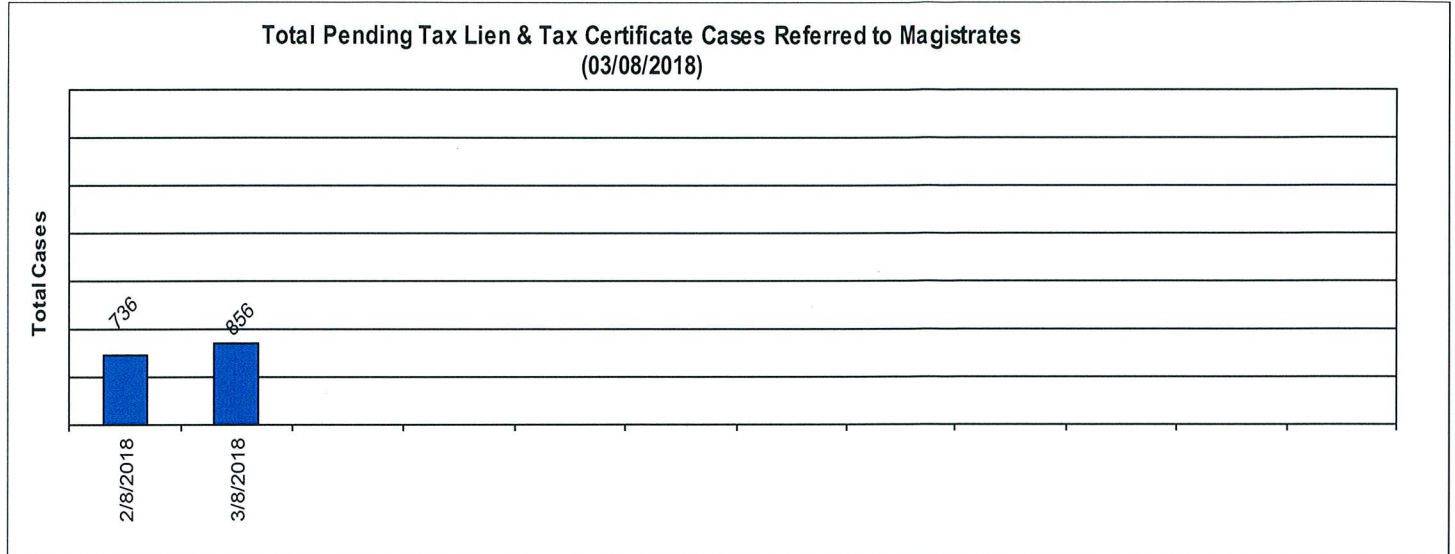 Total Pending Tax Lien & Tax Certificate Cases Referred to Magistrates
(03/08/2018)
Total Cases
736
856
2/8/2018
3/8/2018